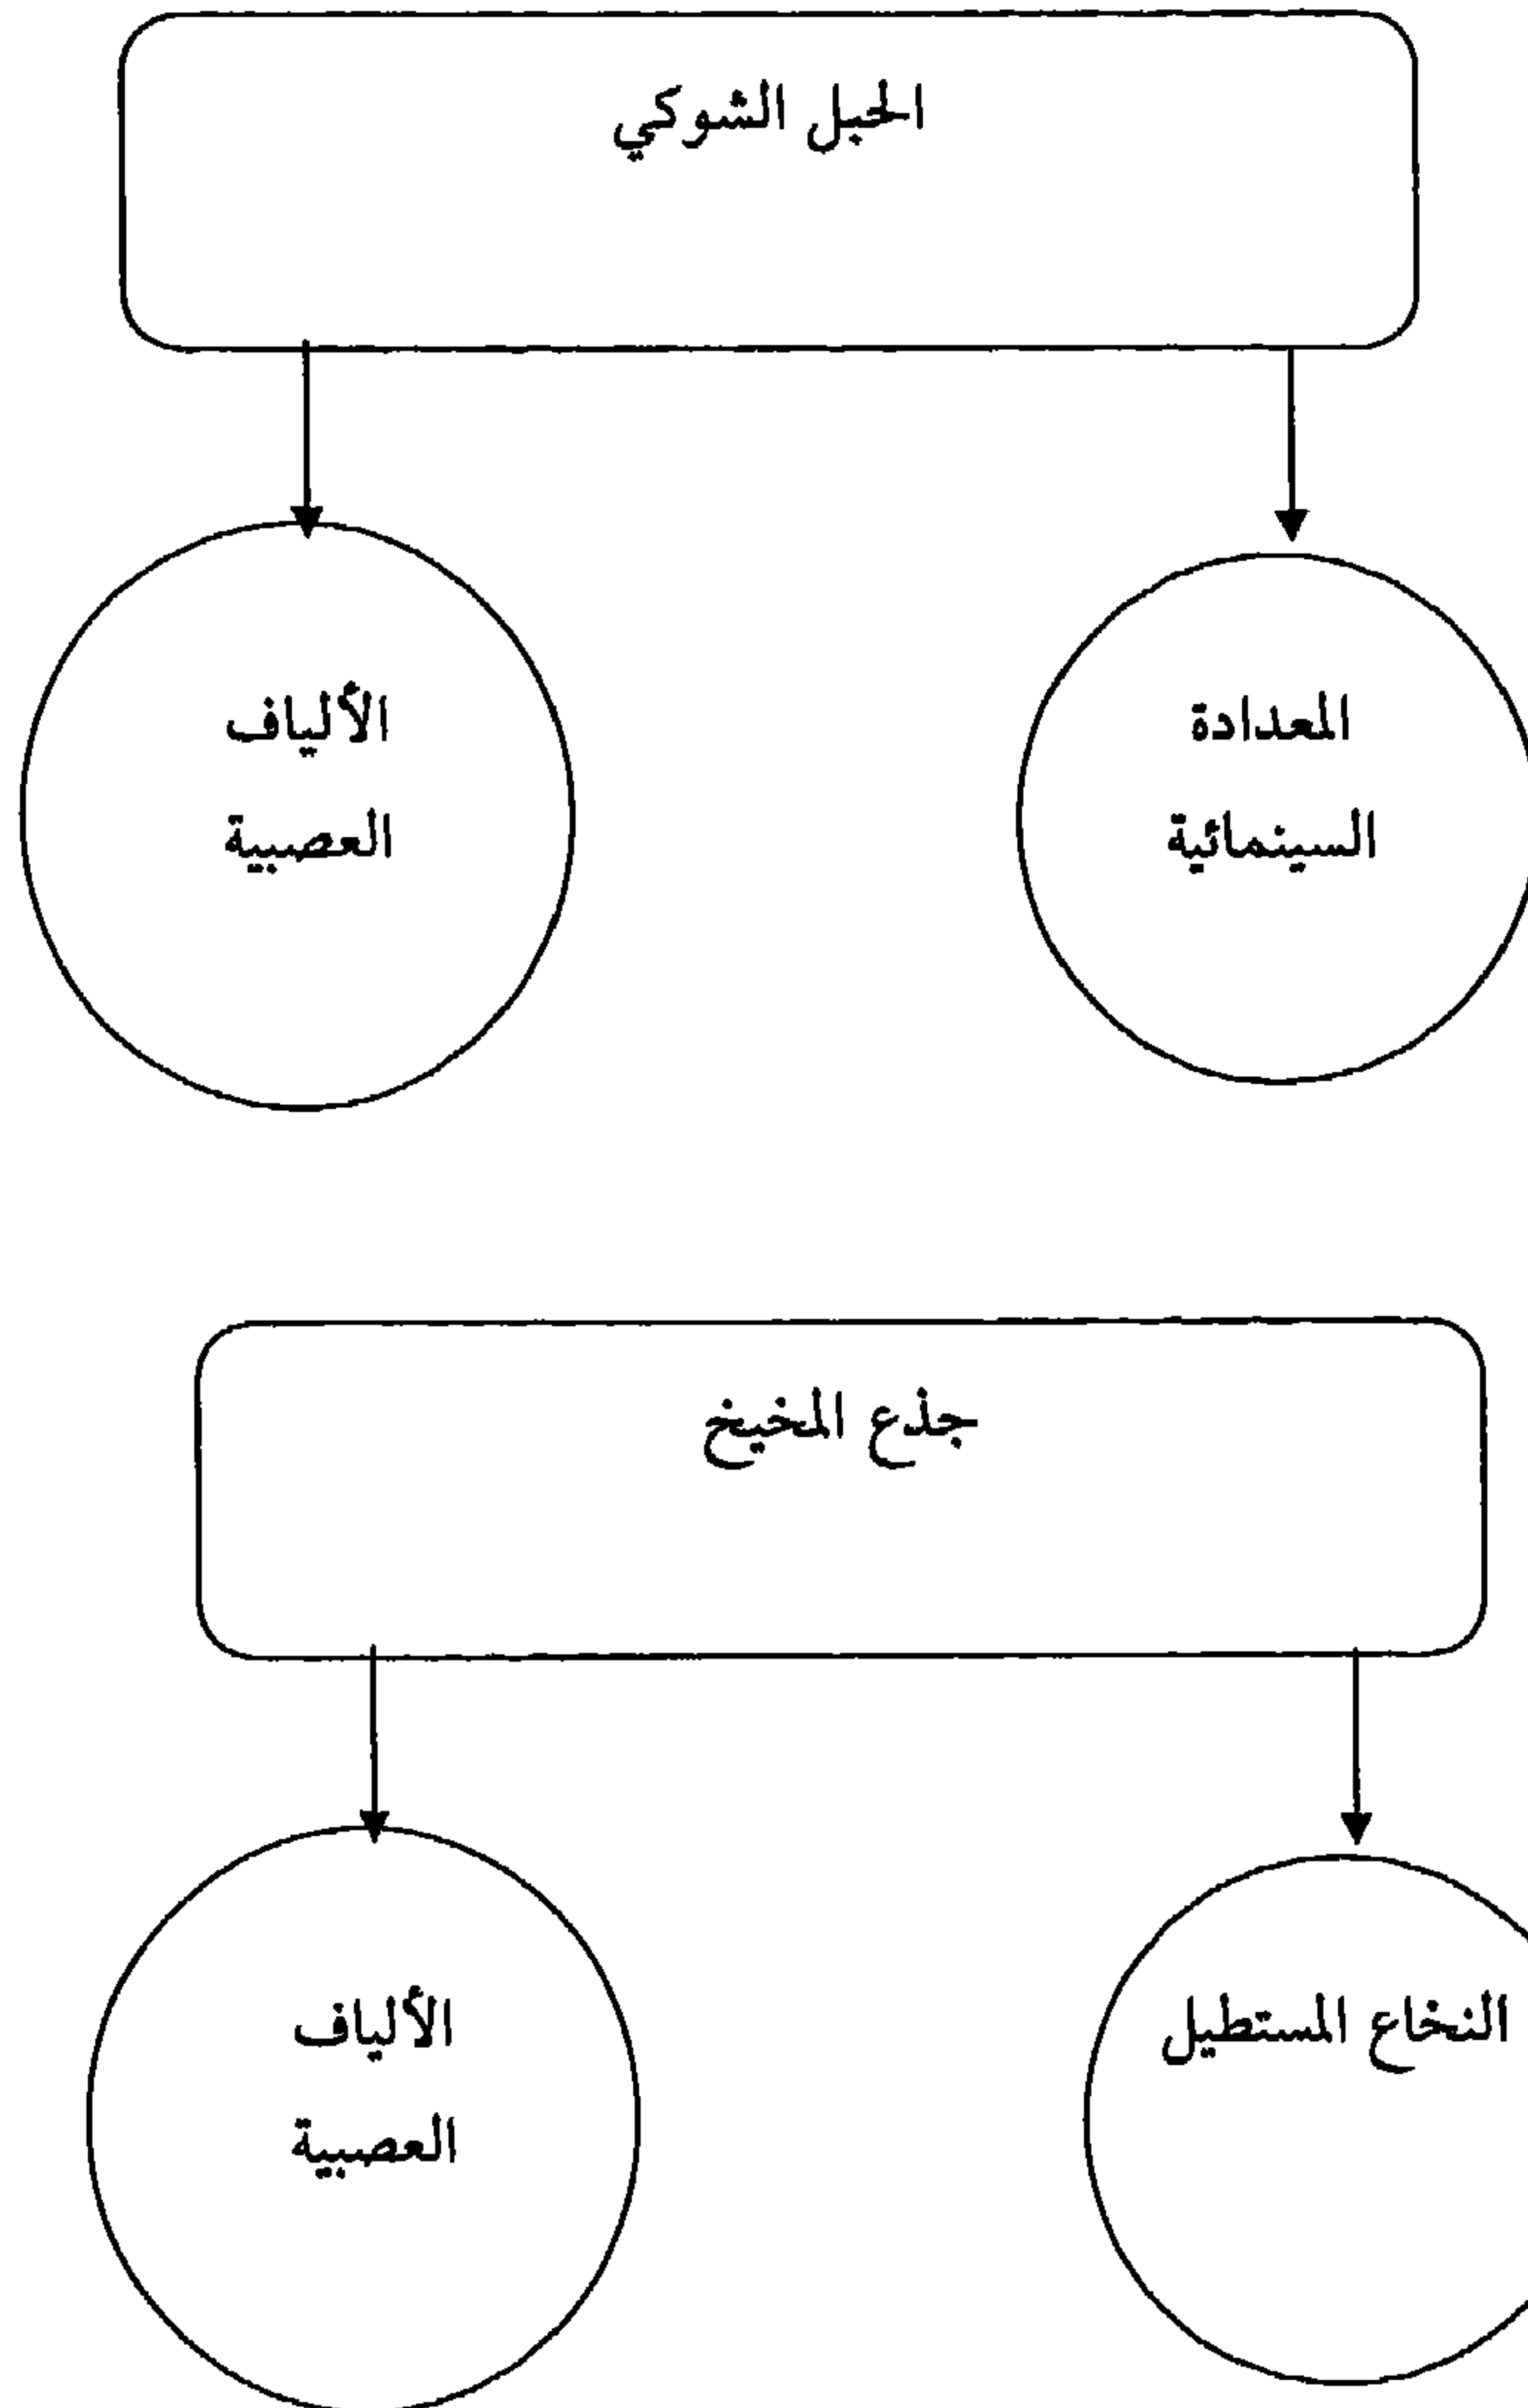 الحبل الشوكي
المعدادة
السينمائية
الألياف
العصبية
جذع المخيخ
النخاع المستطيل
الألياف
العصبية